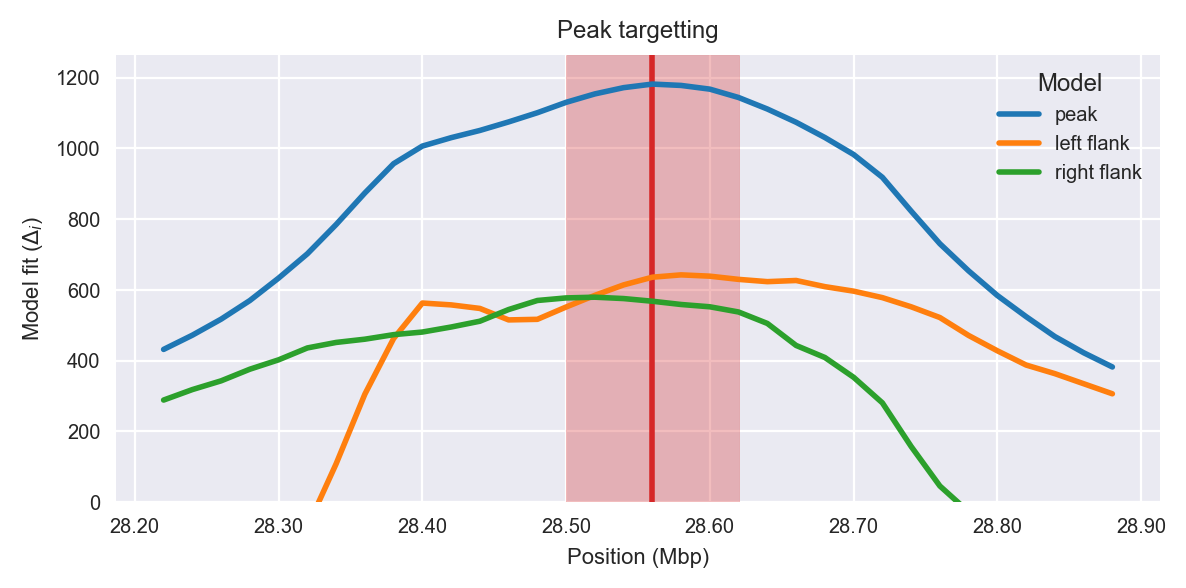 Peak targetting
Model
peak
left flank
right flank
1200
1000
800
600
400
200
0
Model fit (Δi)
28.20 28.30 28.40 28.50 28.60 28.70 28.80 28.90
Position (Mbp)